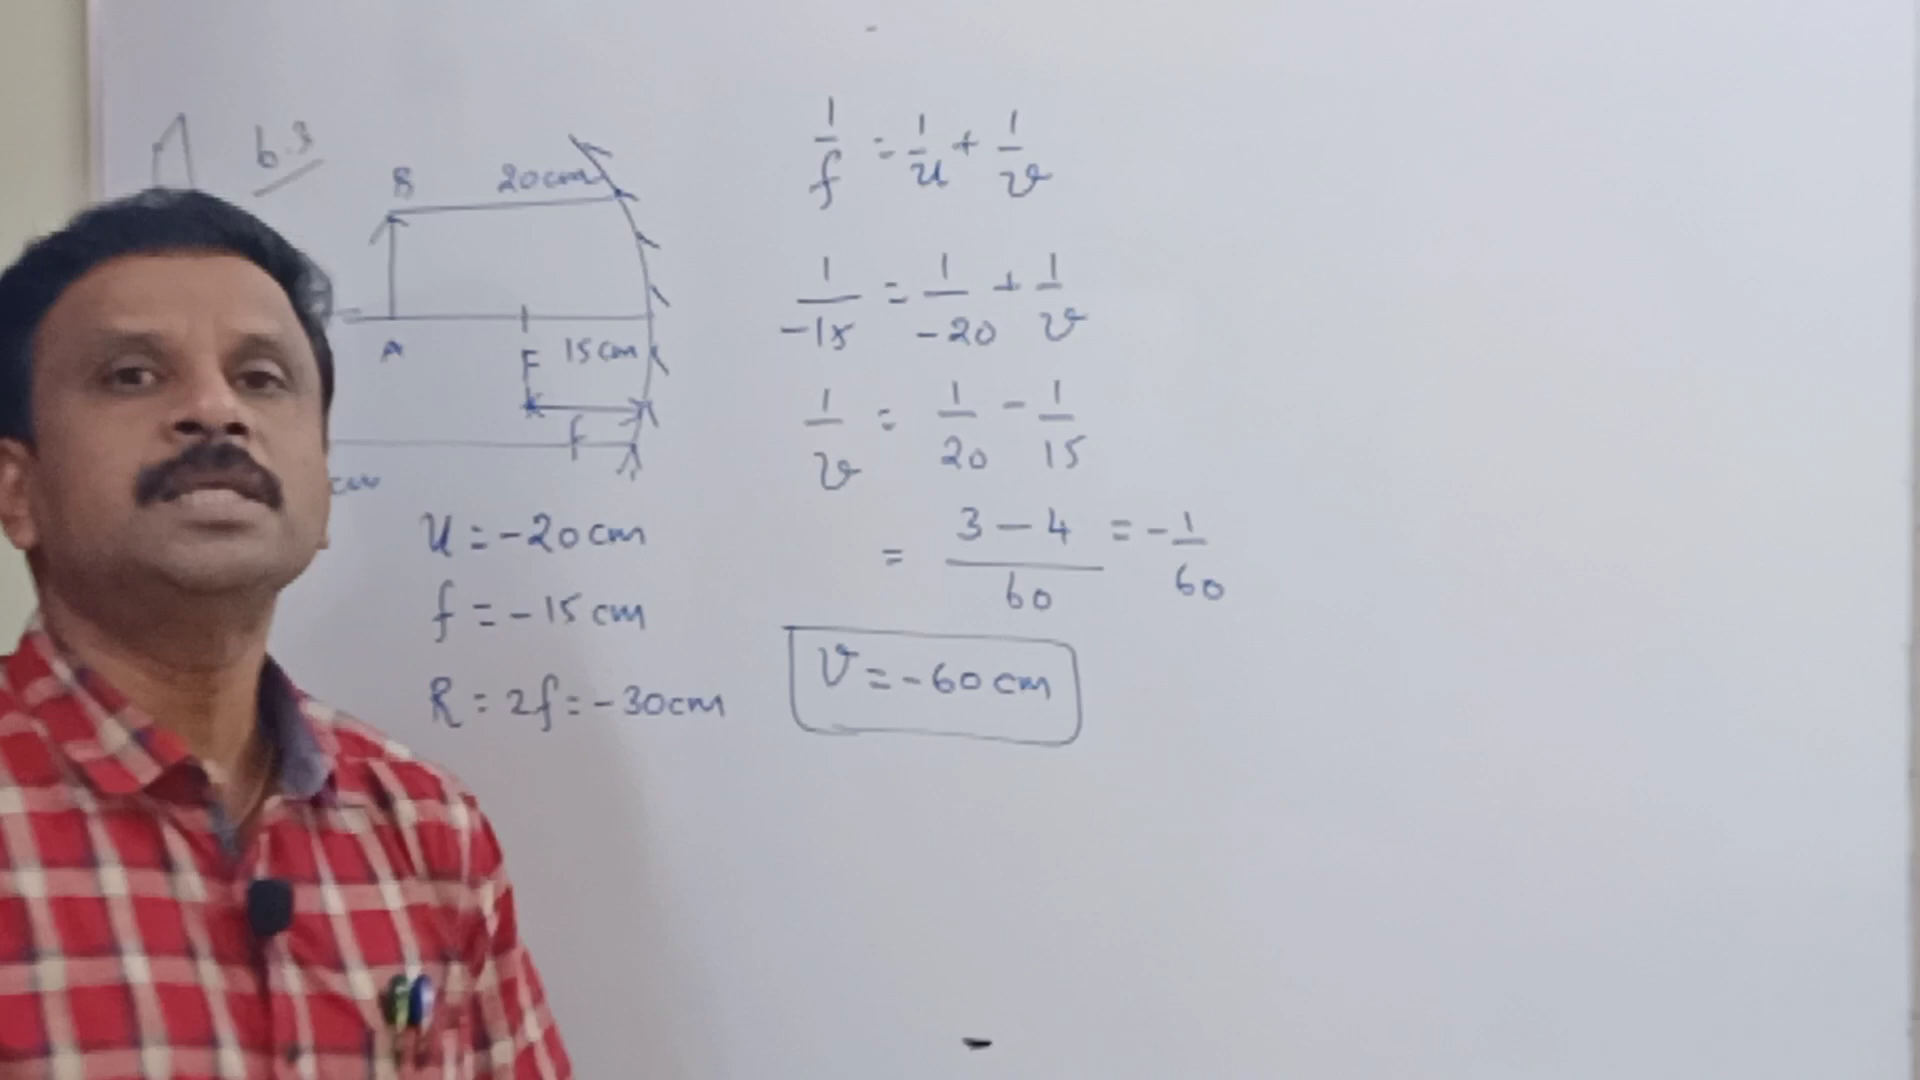 6.3
B 20cm
A F 15cm
f
cm
u = -20cm
f = -15cm
R = 2f = -30cm
1/f = 1/u + 1/v
1/-15 = 1/-20 + 1/v
1/v = 1/20 - 1/15
= 3-4/60 = -1/60
v = -60cm